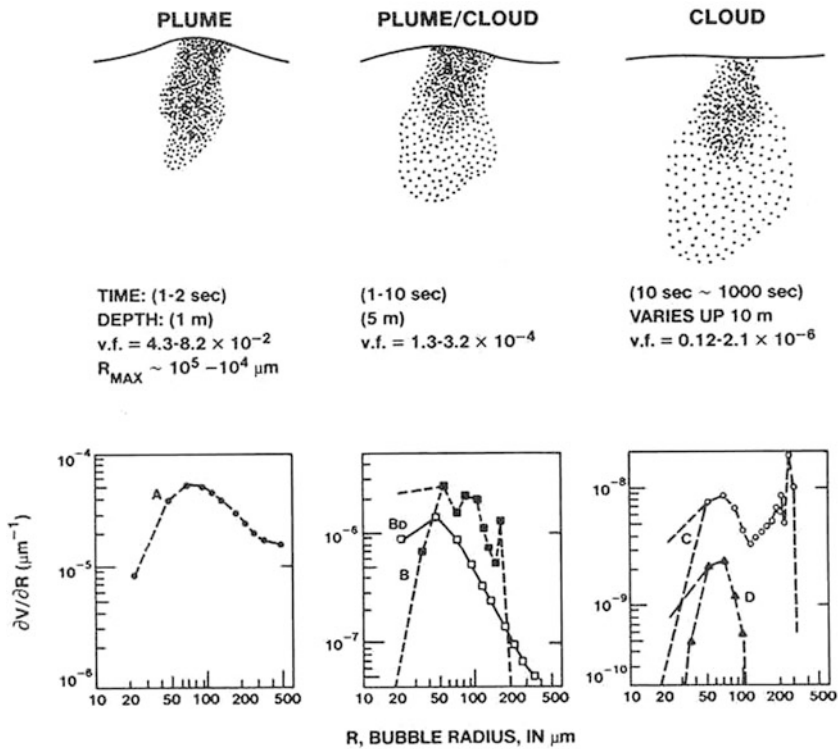 PLUME
PLUME/CLOUD
CLOUD
TIME: (1-2 sec)
DEPTH: (1 m)
v.f. = 4.3-8.2 × 10⁻²
R_MAX ~ 10⁵ –10⁴ μm
(1-10 sec)
(5 m)
v.f. = 1.3-3.2 × 10⁻⁴
(10 sec ~ 1000 sec)
VARIES UP 10 m
v.f. = 0.12-2.1 × 10⁻⁶
∂V/∂R (μm⁻¹)
10⁻⁴
10⁻⁵
10⁻⁶
A
10 20 50 100 200 500
10⁻⁶
10⁻⁷
B_D
B
10 20 50 100 200 500
10⁻⁸
10⁻⁹
10⁻¹⁰
C
D
10 20 50 100 200 500
R, BUBBLE RADIUS, IN μm